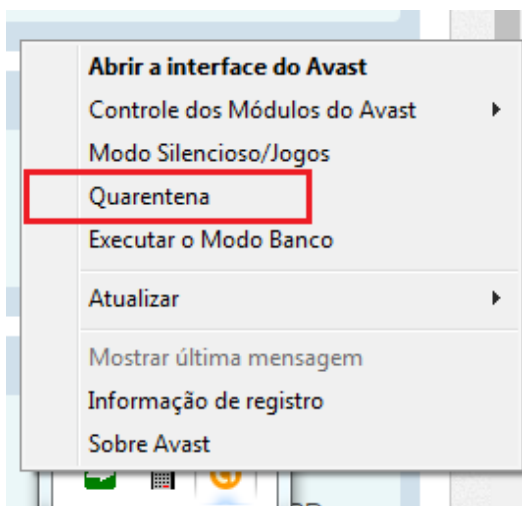 Abrir a interface do Avast
Controle dos Módulos do Avast
Modo Silencioso/Jogos
Quarentena
Executar o Modo Banco
Atualizar
Mostrar última mensagem
Informação de registro
Sobre Avast